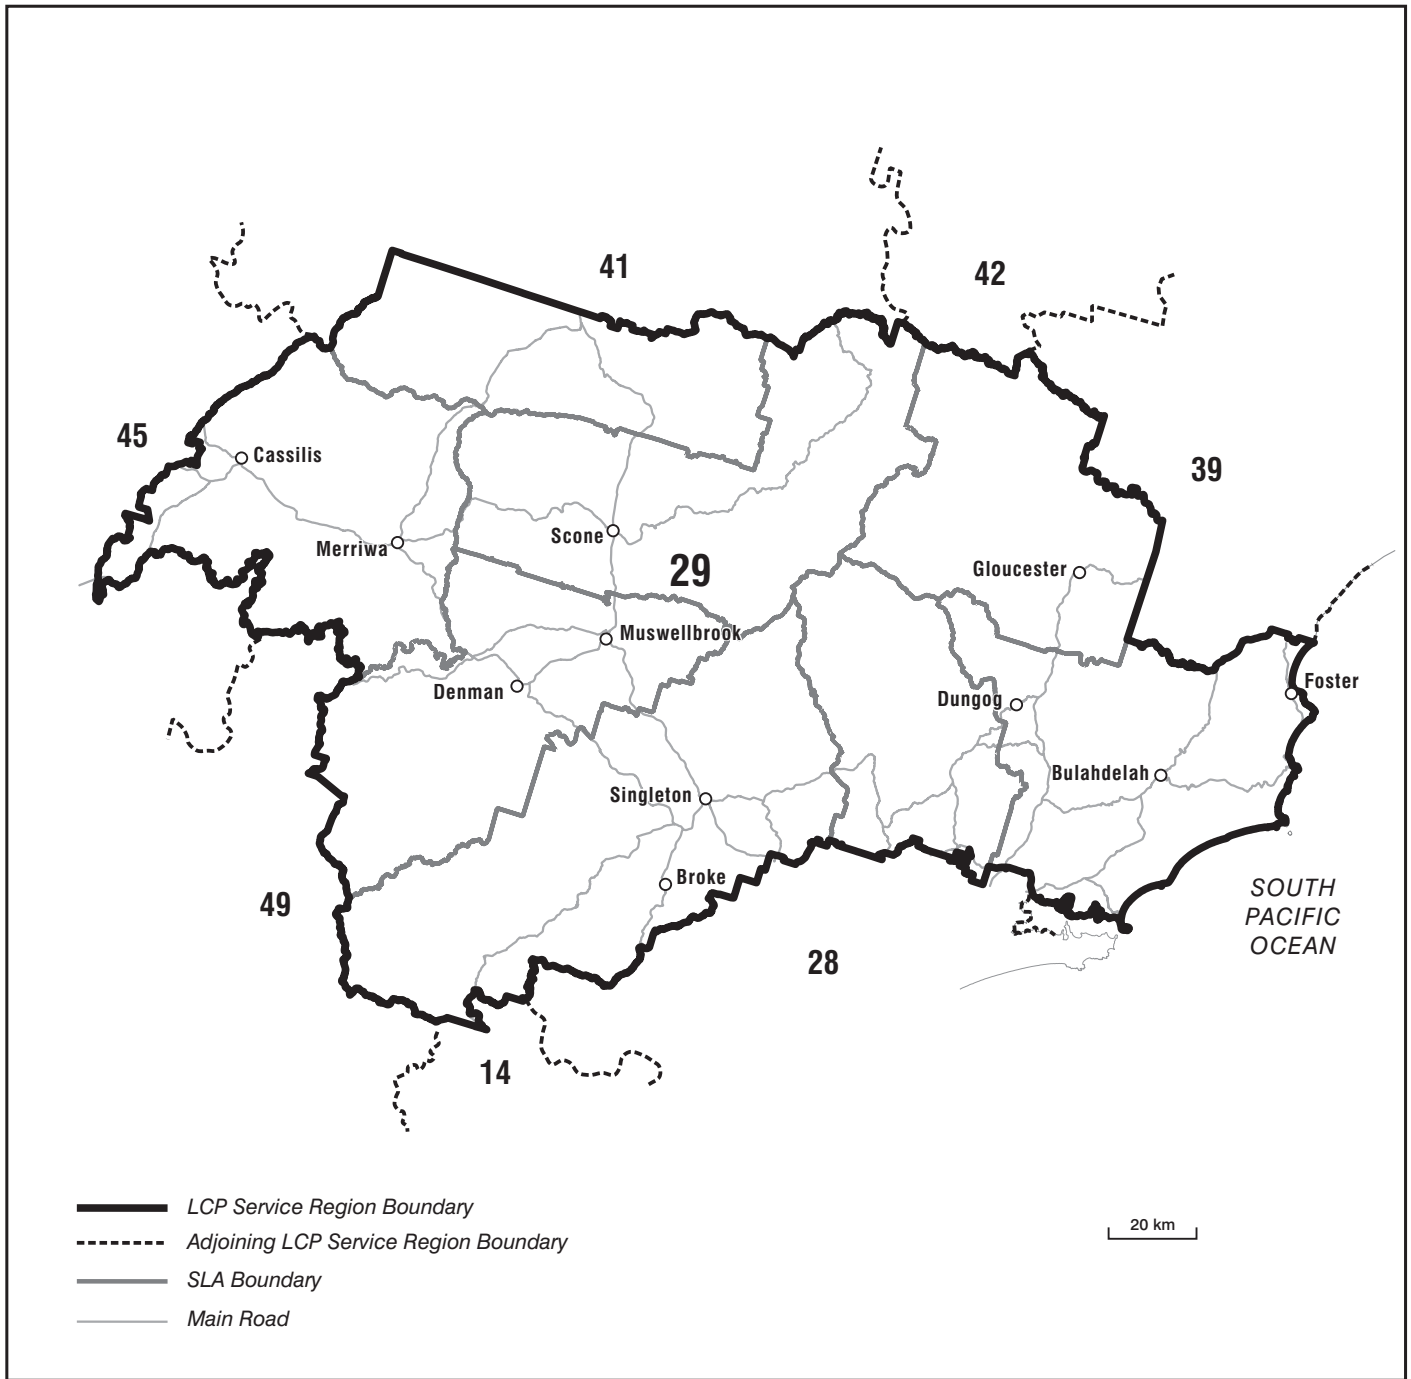 41
42
45
Cassilis
39
Merriwa
Scone
29
Gloucester
Muswellbrook
Denman
Foster
Dungog
Bulahdelah
Singleton
Broke
49
SOUTH
PACIFIC
OCEAN
28
14
LCP Service Region Boundary
Adjoining LCP Service Region Boundary
SLA Boundary
Main Road
20 km